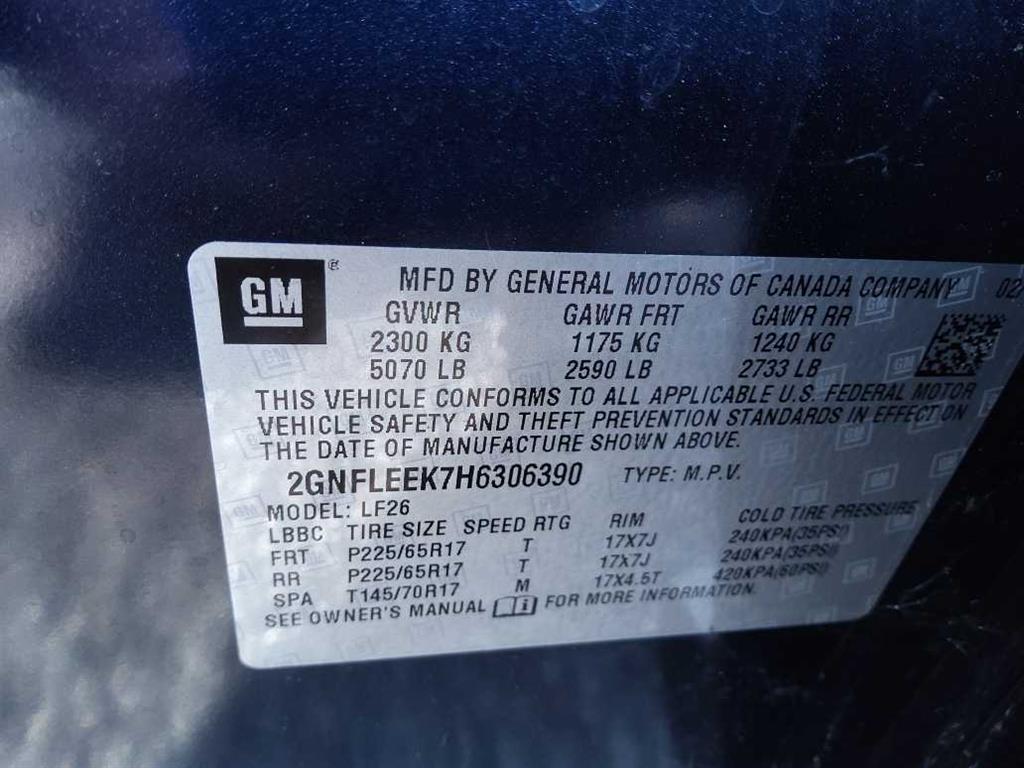 GM ® MFD BY GENERAL MOTORS OF CANADA COMPANY 02/
GVWR GAWR FRT GAWR RR
2300 KG 1175 KG 1240 KG
5070 LB 2590 LB 2733 LB
THIS VEHICLE CONFORMS TO ALL APPLICABLE U.S. FEDERAL MOTOR
VEHICLE SAFETY AND THEFT PREVENTION STANDARDS IN EFFECT ON
THE DATE OF MANUFACTURE SHOWN ABOVE.
2GNFLEEK7H6306390 TYPE: M.P.V.
MODEL: LF26
LBBC TIRE SIZE SPEED RTG RIM COLD TIRE PRESSURE
FRT P225/65R17 T 17X7J 240KPA(35PSI)
RR P225/65R17 T 17X7J 240KPA(35PSI)
SPA T145/70R17 M 17X4.5T 420KPA(60PSI)
SEE OWNER'S MANUAL i FOR MORE INFORMATION.